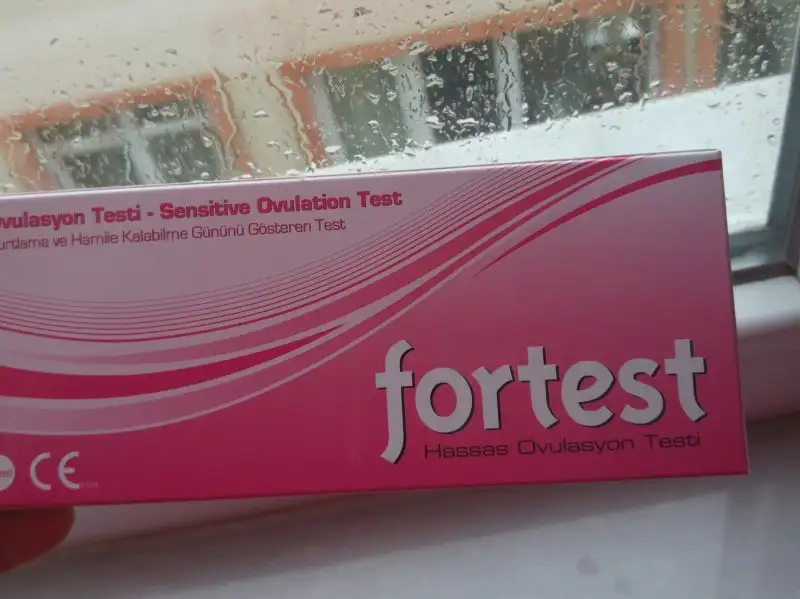 vulasyon Testi - Sensitive Ovulation Test
urtlama ve Hamile Kalabilme Gününü Gösteren Test
fortest
Hassas Ovulasyon Testi
CE